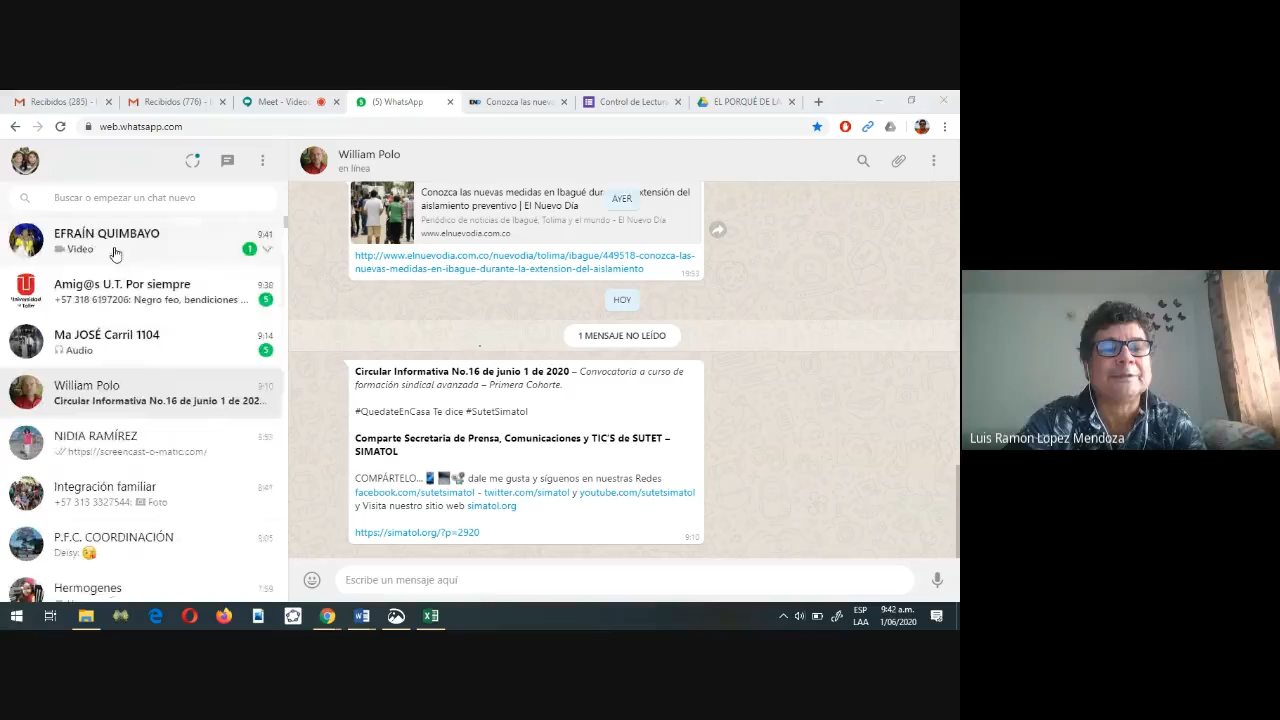 Recibidos (285) -
Recibidos (776) -
Meet - Video
(5) WhatsApp
Conozca las nuev
Control de Lectur
EL PORQUÉ DE LA
web.whatsapp.com
Buscar o empezar un chat nuevo
EFRAÍN QUIMBAYO 9:41
Video 1
Amig@s U.T. Por siempre 9:38
+57 318 6197206: Negro feo, bendiciones ... 5
Ma JOSÉ Carril 1104 9:14
Audio 5
William Polo 9:10
Circular Informativa No.16 de junio 1 de 202...
NIDIA RAMÍREZ 8:53
https://screencast-o-matic.com/
Integración familiar 8:41
+57 313 3327544: Foto
P.F.C. COORDINACIÓN
Deisy:
Hermogenes 7:59
William Polo
en línea
AYER
Conozca las nuevas medidas en Ibagué extensión del
aislamiento preventivo | El Nuevo Día
Periódico de noticias de Ibagué, Tolima y el mundo - El Nuevo Día
www.elnuevodia.com.co
http://www.elnuevodia.com.co/nuevodia/tolima/ibague/449518-conozca-las-
nuevas-medidas-en-ibague-durante-la-extension-del-aislamiento 19:53
HOY
1 MENSAJE NO LEÍDO
Circular Informativa No.16 de junio 1 de 2020 – Convocatoria a curso de
formación sindical avanzada – Primera Cohorte.
#QuedateEnCasa Te dice #SutetSimatol
Comparte Secretaria de Prensa, Comunicaciones y TIC'S de SUTET –
SIMATOL
COMPÁRTELO... dale me gusta y síguenos en nuestras Redes
facebook.com/sutetsimatol - twitter.com/simatol y youtube.com/sutetsimatol
y Visita nuestro sitio web simatol.org
https://simatol.org/?p=2920 9:10
Escribe un mensaje aquí
ESP
LAA
9:42 a.m.
1/06/2020
Luis Ramon Lopez Mendoza